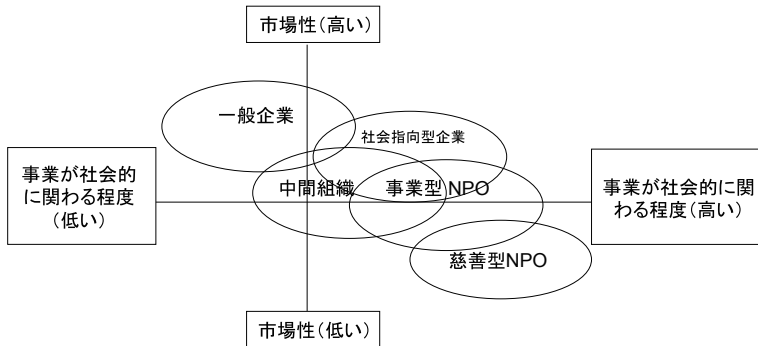 市場性(高い)
一般企業
社会指向型企業
事業が社会的
に関わる程度
(低い)
中間組織
事業型NPO
事業が社会的に関
わる程度(高い)
慈善型NPO
市場性(低い)